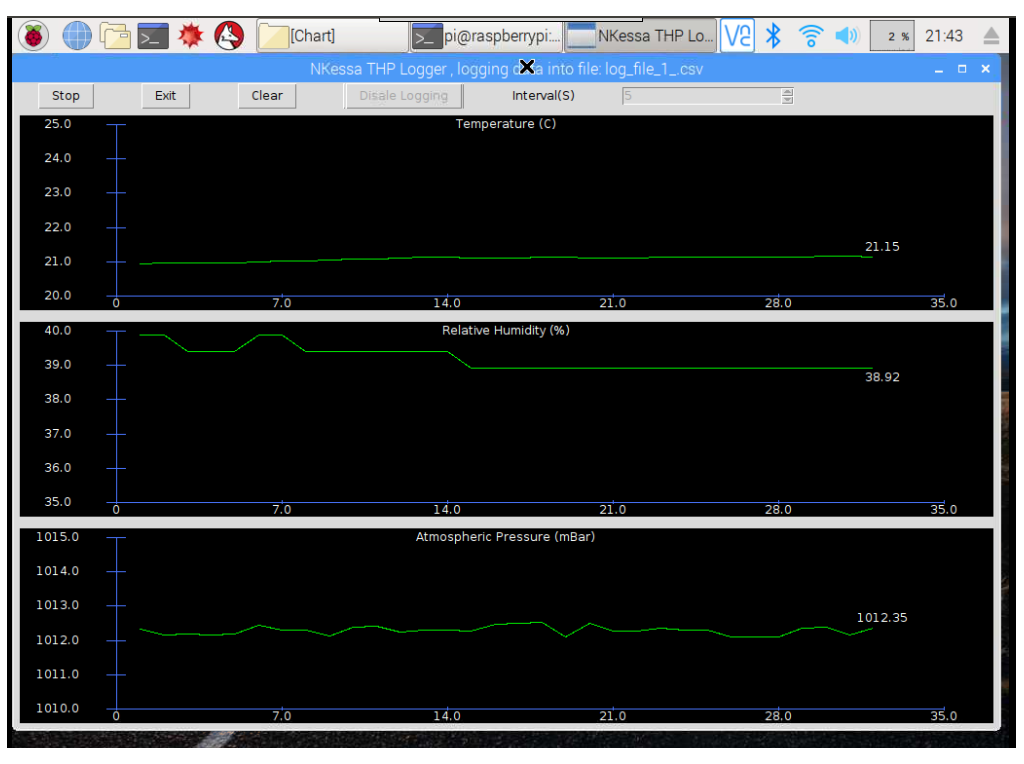 [Chart] pi@raspberrypi:... NKessa THP Lo... V2 2 % 21:43
NKessa THP Logger , logging data into file: log_file_1_.csv
Stop Exit Clear Disale Logging Interval(S) 5
Temperature (C)
25.0
24.0
23.0
22.0
21.0
20.0
21.15
0 7.0 14.0 21.0 28.0 35.0
Relative Humidity (%)
40.0
39.0
38.0
37.0
36.0
35.0
38.92
0 7.0 14.0 21.0 28.0 35.0
Atmospheric Pressure (mBar)
1015.0
1014.0
1013.0
1012.0
1011.0
1010.0
1012.35
0 7.0 14.0 21.0 28.0 35.0